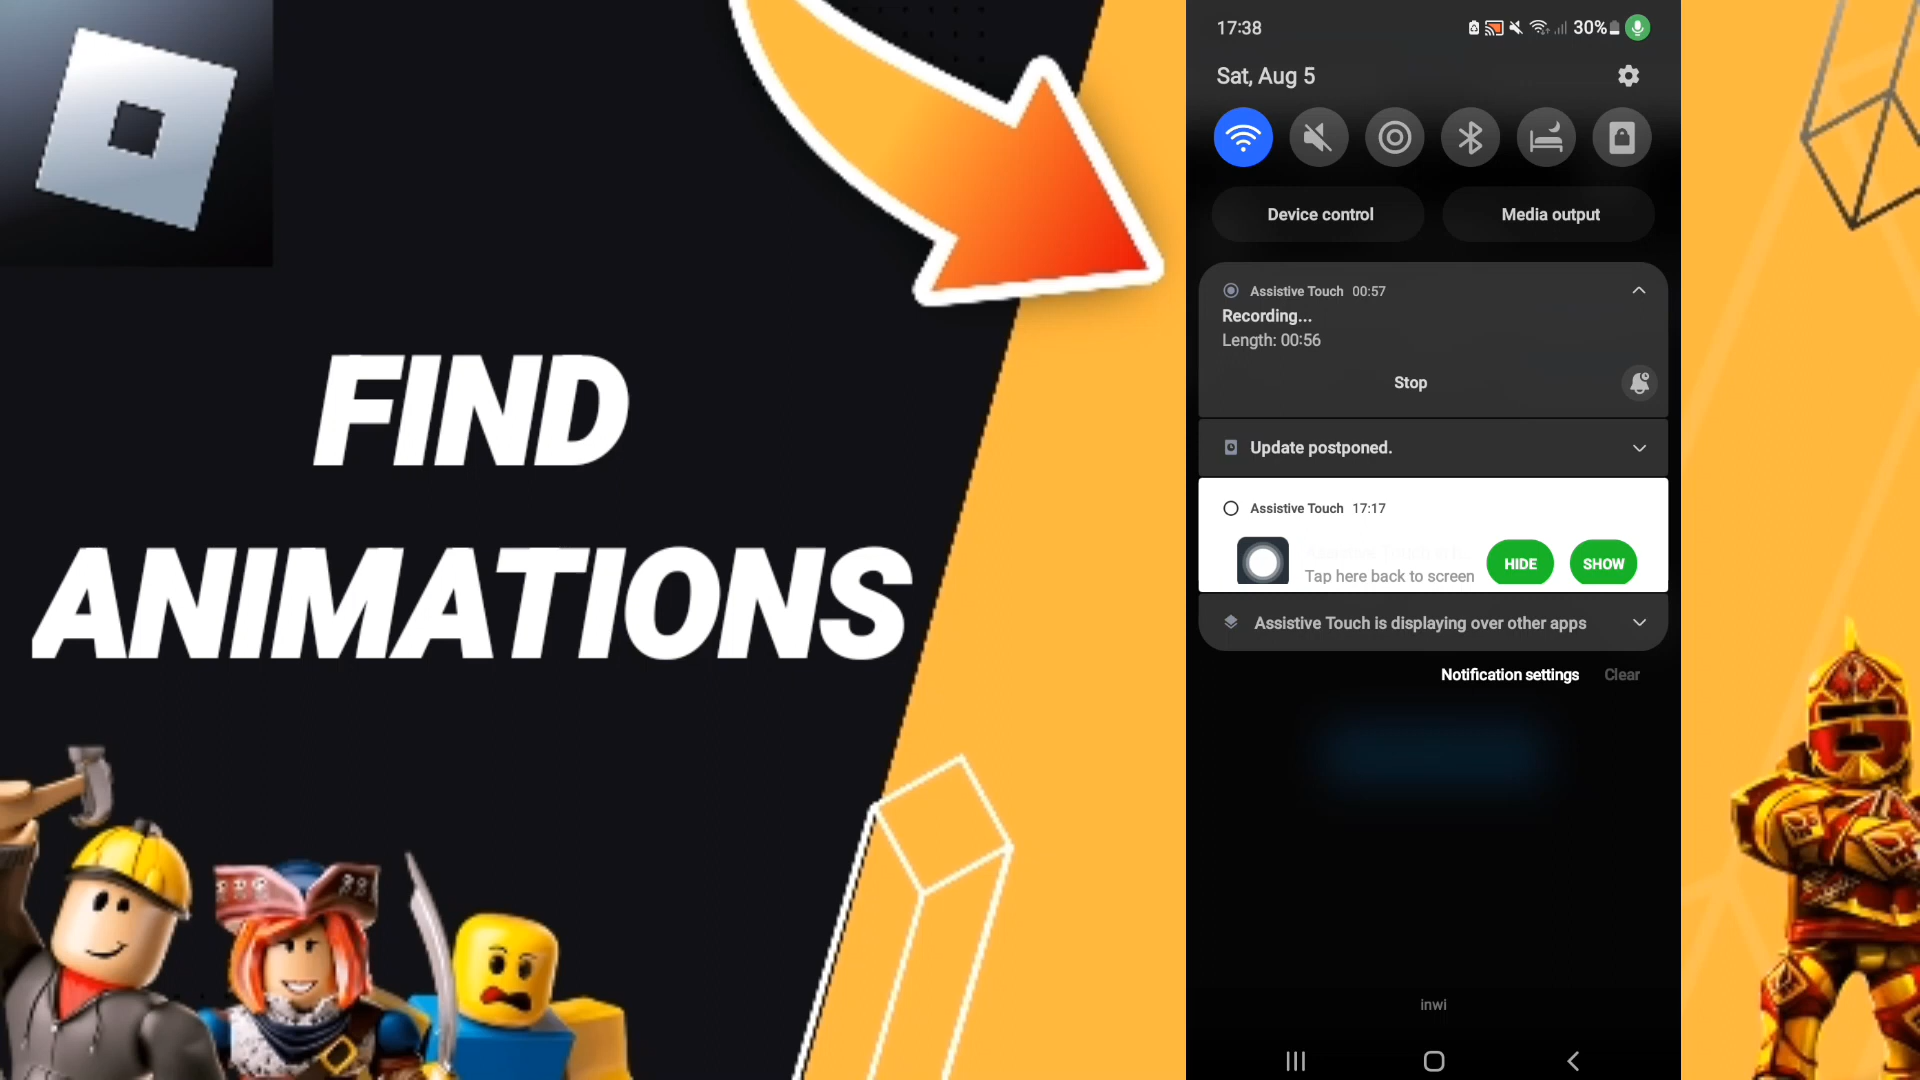 FIND
ANIMATIONS
17:38
30%
Sat, Aug 5
Device control
Media output
Assistive Touch 00:57
Recording...
Length: 00:56
Stop
Update postponed.
Assistive Touch 17:17
Tap here back to screen
HIDE
SHOW
Assistive Touch is displaying over other apps
Notification settings
Clear
inwi